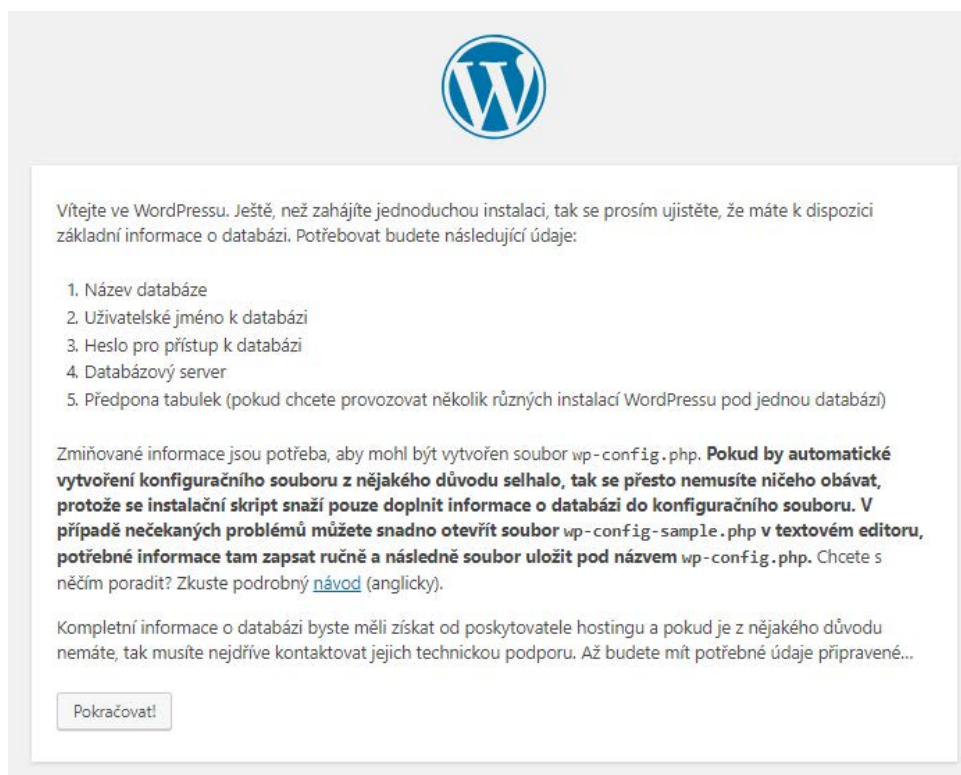 Vítejte ve WordPressu. Ještě, než zahájíte jednoduchou instalaci, tak se prosím ujistěte, že máte k dispozici
základní informace o databázi. Potřebovat budete následující údaje:
1. Název databáze
2. Uživatelské jméno k databázi
3. Heslo pro přístup k databázi
4. Databázový server
5. Předpona tabulek (pokud chcete provozovat několik různých instalací WordPressu pod jednou databází)
Zmiňované informace jsou potřeba, aby mohl být vytvořen soubor wp-config.php. Pokud by automatické
vytvoření konfiguračního souboru z nějakého důvodu selhalo, tak se přesto nemusíte ničeho obávat,
protože se instalační skript snaží pouze doplnit informace o databázi do konfiguračního souboru. V
případě nečekaných problémů můžete snadno otevřít soubor wp-config-sample.php v textovém editoru,
potřebné informace tam zapsat ručně a následně soubor uložit pod názvem wp-config.php. Chcete s
něčím poradit? Zkuste podrobný návod (anglicky).
Kompletní informace o databázi byste měli získat od poskytovatele hostingu a pokud je z nějakého důvodu
nemáte, tak musíte nejdříve kontaktovat jejich technickou podporu. Až budete mít potřebné údaje připravené...
Pokračovat!